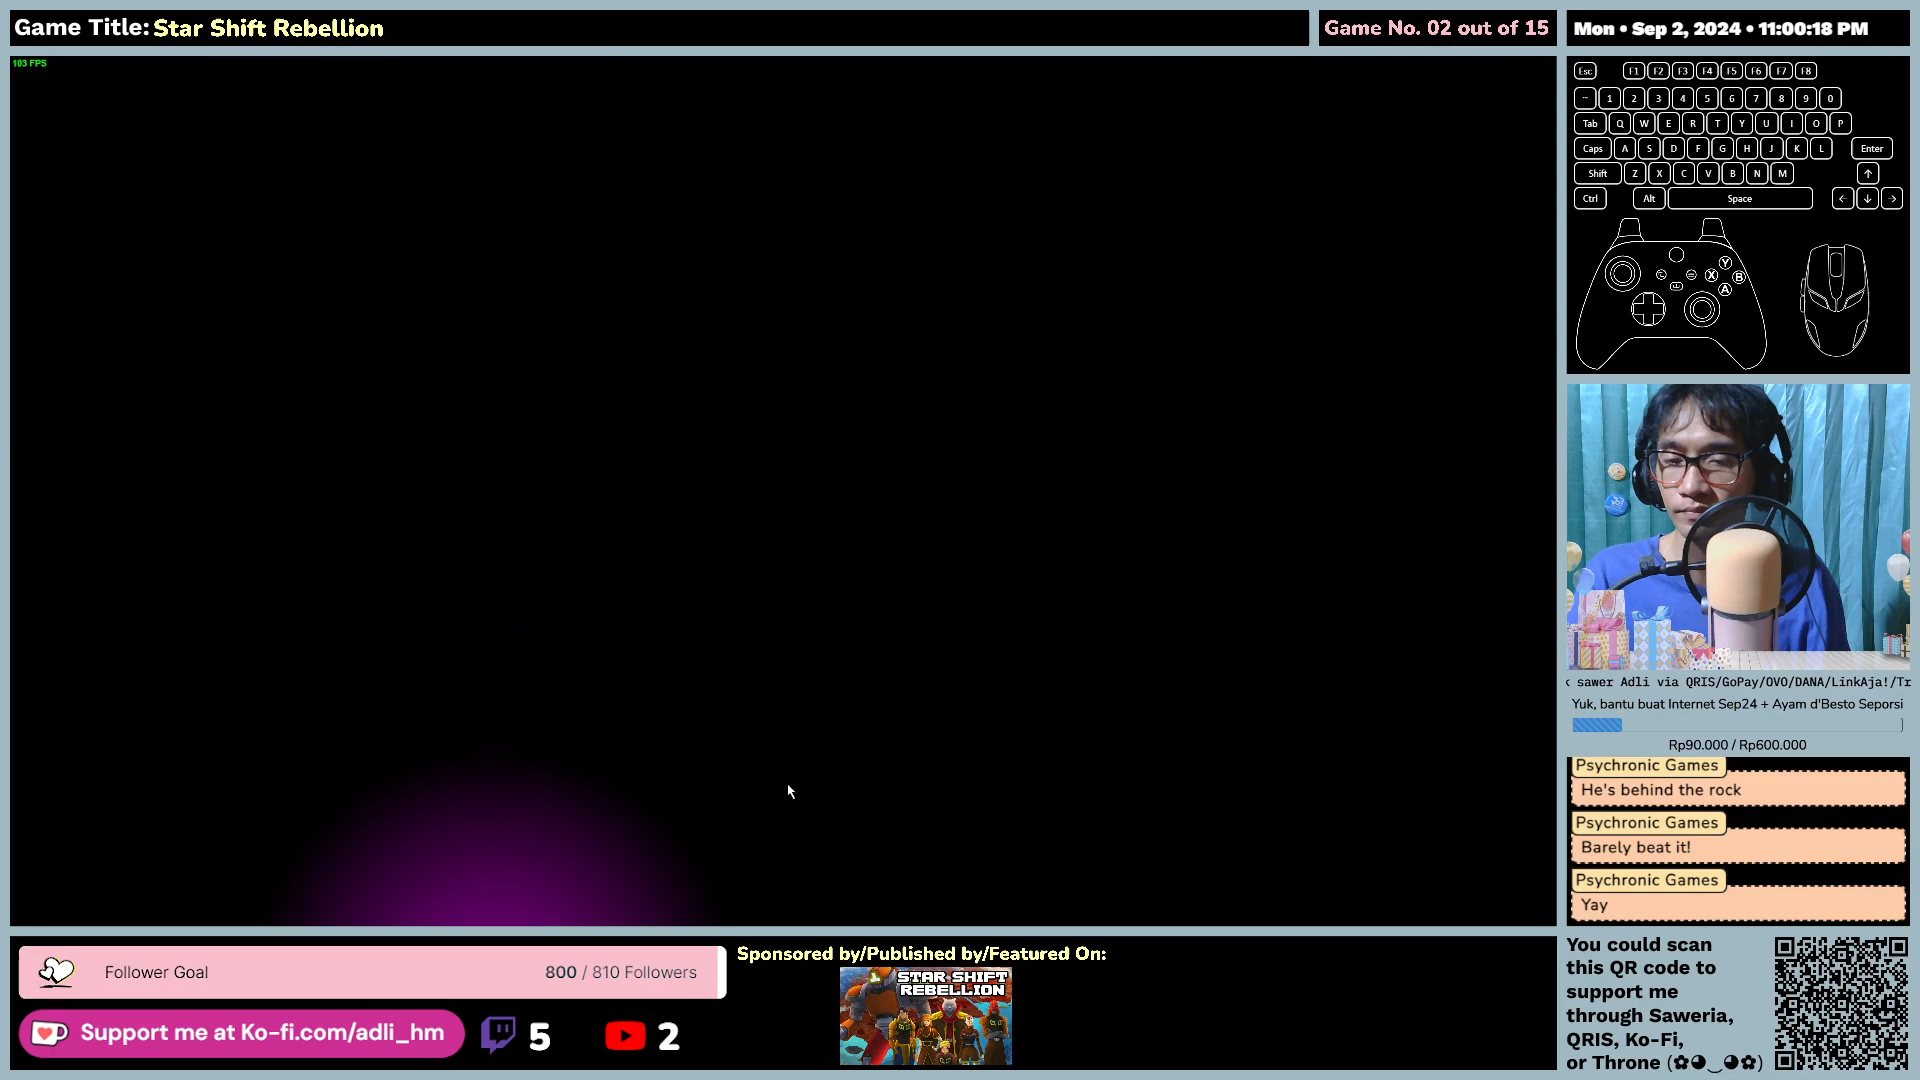 Game Title: Star Shift Rebellion
Game No. 02 out of 15
Mon • Sep 2, 2024 • 11:00:18 PM
103 FPS
Esc F1 F2 F3 F4 F5 F6 F7 F8
~ 1 2 3 4 5 6 7 8 9 0
Tab Q W E R T Y U I O P
Caps A S D F G H J K L Enter
Shift Z X C V B N M ↑
Ctrl Alt Space ← ↓ →
Y
X B
A
sawer Adli via QRIS/GoPay/OVO/DANA/LinkAja!/Tr
Yuk, bantu buat Internet Sep24 + Ayam d'Besto Seporsi
Rp90.000 / Rp600.000
Psychronic Games
He's behind the rock
Psychronic Games
Barely beat it!
Psychronic Games
Yay
Follower Goal 800 / 810 Followers
Support me at Ko-fi.com/adli_hm
5
2
Sponsored by/Published by/Featured On:
STAR SHIFT
REBELLION
You could scan
this QR code to
support me
through Saweria,
QRIS, Ko-Fi,
or Throne (✿◕‿◕✿)